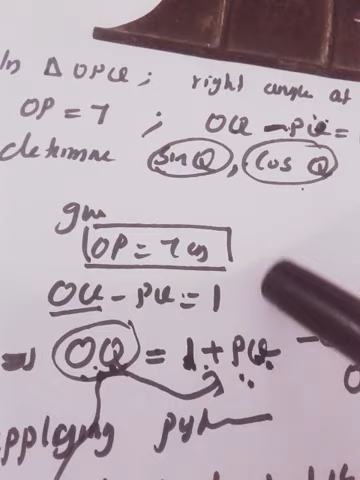 In Δ OPQ ; right angle at
OP = 7 ; OQ - PQ =
determine sin Q , cos Q
OP = 7 cm
OQ - PQ = 1
⇒ OQ = 1 + PQ -
applying